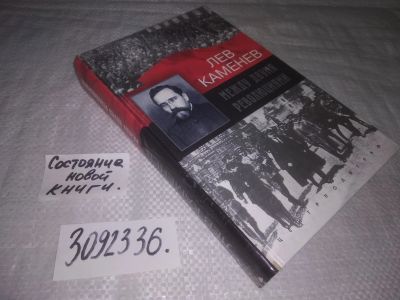 ЛЕВ
КАМЕНЕВ
МЕЖДУ ДВУМЯ
РЕВОЛЮЦИЯМИ
Состояние
новой
книги.
3092336.